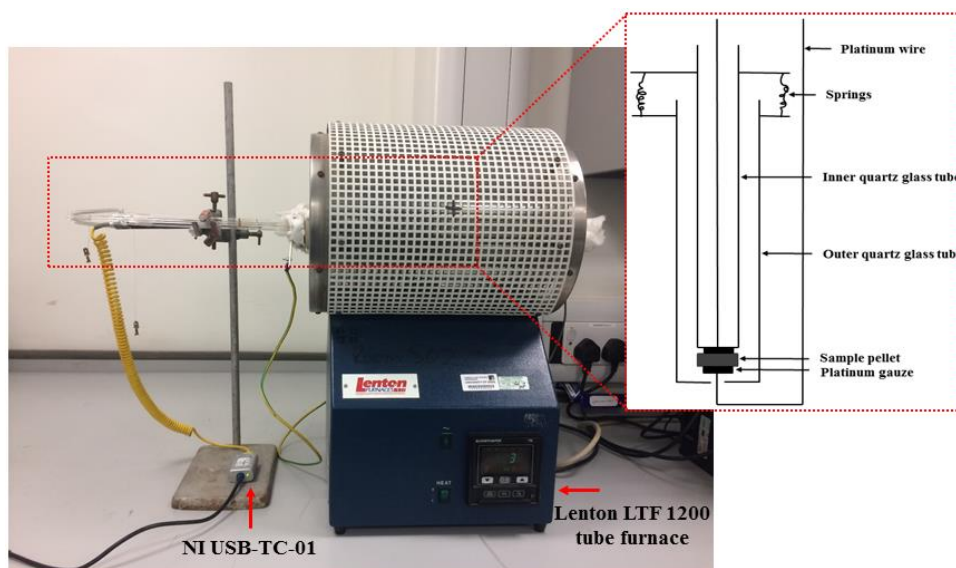 Platinum wire
Springs
Inner quartz glass tube
Outer quartz glass tube
Sample pellet
Platinum gauze
Lenton
FURNACES
HEAT
3
Lenton LTF 1200
tube furnace
NI USB-TC-01